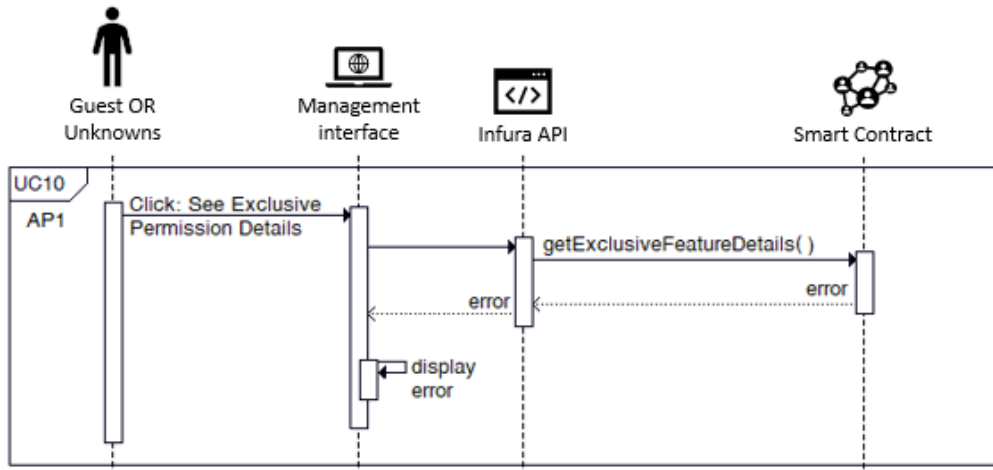 Guest OR
Unknowns
Management
interface
</>
Infura API
Smart Contract
UC10
AP1
Click: See Exclusive
Permission Details
getExclusiveFeatureDetails( )
error
error
display
error